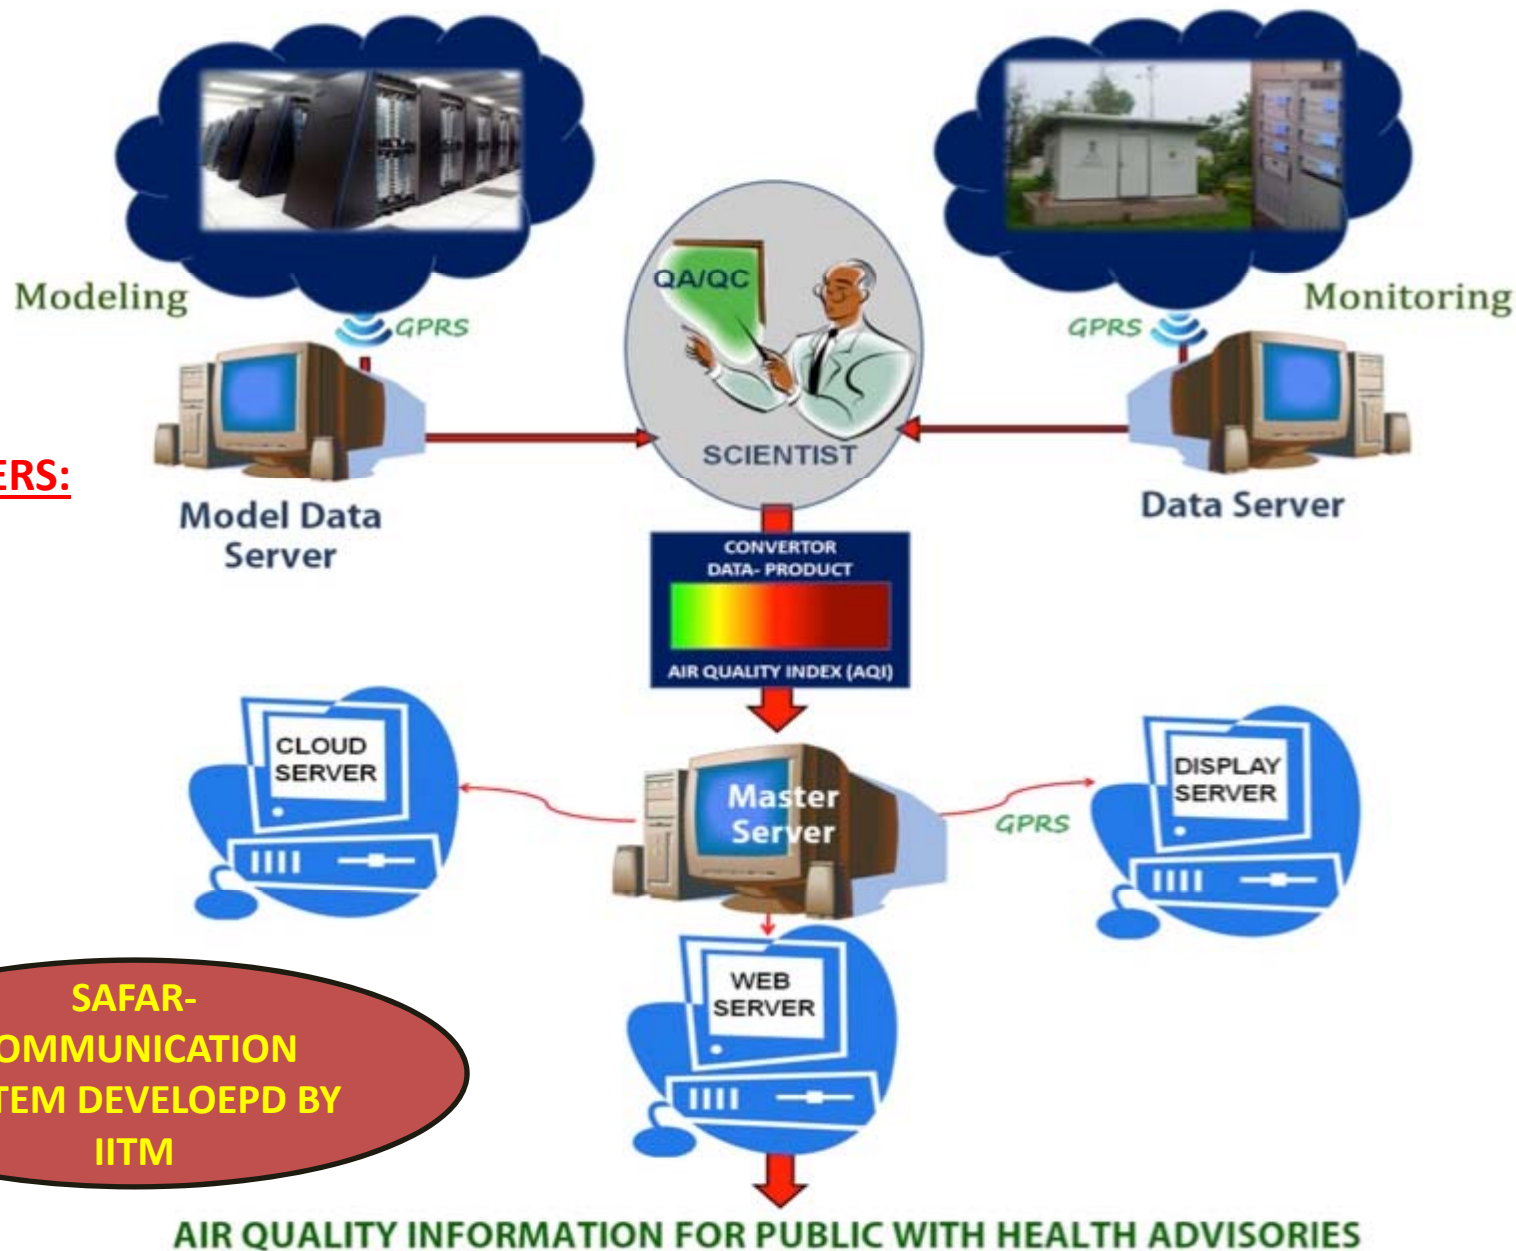 Modeling
GPRS
GPRS
Monitoring
QA/QC
SCIENTIST
ERS:
Model Data
Server
Data Server
CONVERTOR
DATA- PRODUCT
AIR QUALITY INDEX (AQI)
CLOUD
SERVER
Master
Server
GPRS
DISPLAY
SERVER
WEB
SERVER
SAFAR-
OMMUNICATION
TEM DEVELOEPD BY
IITM
AIR QUALITY INFORMATION FOR PUBLIC WITH HEALTH ADVISORIES